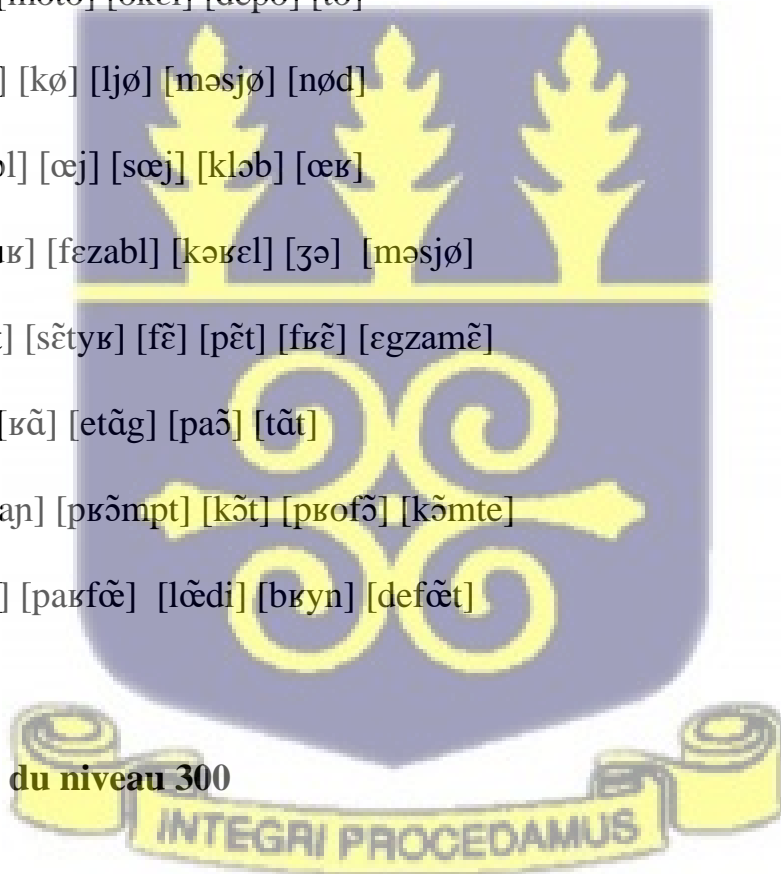 [kø] [ljø] [məsjø] [nød]
[œj] [sœj] [kləb] [œʁ]
[fɛzabl] [kəʁɛl] [ʒə] [məsjø]
[sɛ̃tyʁ] [fɛ̃] [pɛ̃t] [fʁɛ̃] [ɛgzamɛ̃]
[ʁɑ̃] [etɑ̃g] [paɔ̃] [tɑ̃t]
[pʁɔ̃mpt] [kɔ̃t] [pʁofɔ̃] [kɔ̃mte]
[paʁfœ̃] [lœ̃di] [bʁyn] [defœ̃t]
du niveau 300
INTEGRI PROCEDAMUS